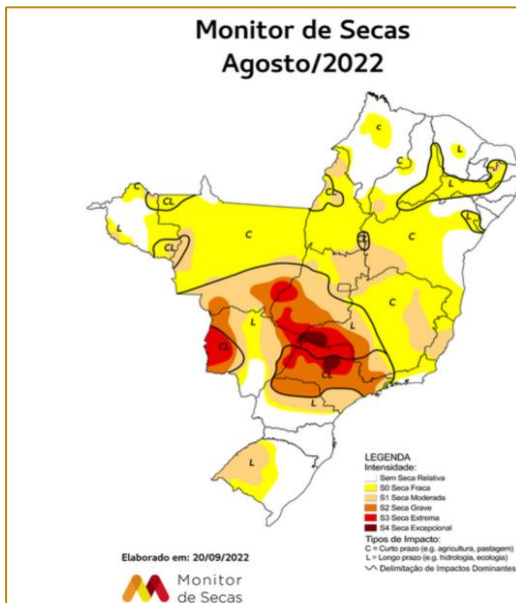 Monitor de Secas
Agosto/2022
C
L
C
CL
CL
CL
L
L
L
CL
C
C
L
C
L
CL
CL
L
L
LEGENDA
Intensidade:
Sem Seca Relativa
S0 Seca Fraca
S1 Seca Moderada
S2 Seca Grave
S3 Seca Extrema
S4 Seca Excepcional
Tipos de Impacto:
C = Curto prazo (e.g. agricultura, pastagem)
L = Longo prazo (e.g. hidrologia, ecologia)
Delimitação de Impactos Dominantes
Elaborado em: 20/09/2022
Monitor
de Secas